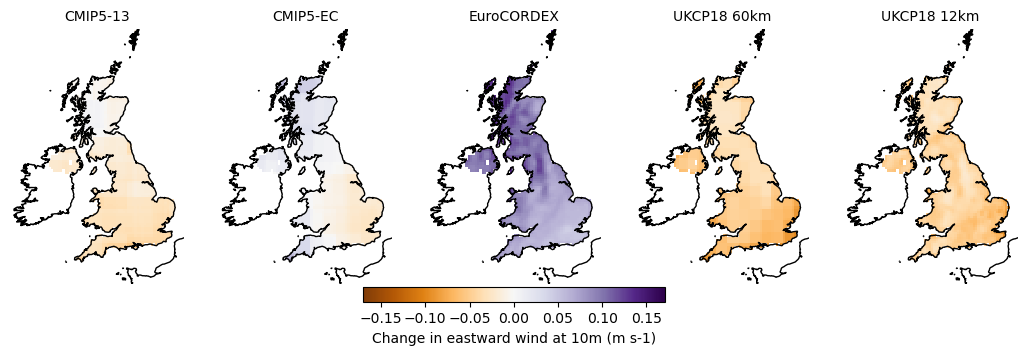 CMIP5-13 CMIP5-EC EuroCORDEX UKCP18 60km UKCP18 12km
−0.15 −0.10 −0.05 0.00 0.05 0.10 0.15
Change in eastward wind at 10m (m s-1)